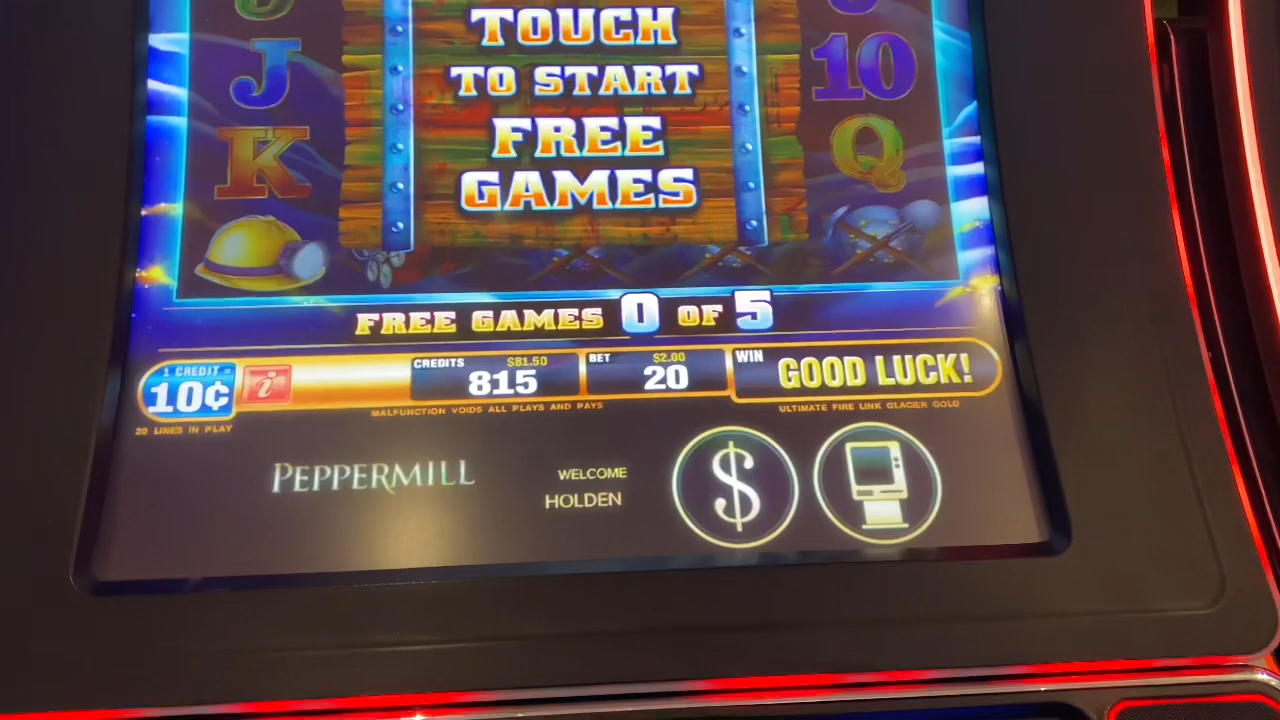 TOUCH
TO START
FREE
GAMES
J
K
10
Q
FREE GAMES 0 OF 5
1 CREDIT =
10¢
i
CREDITS $81.50
815
BET $2.00
20
WIN GOOD LUCK!
20 LINES IN PLAY
MALFUNCTION VOIDS ALL PLAYS AND PAYS
ULTIMATE FIRE LINK GLACIER GOLD
PEPPERMILL
WELCOME
HOLDEN
$